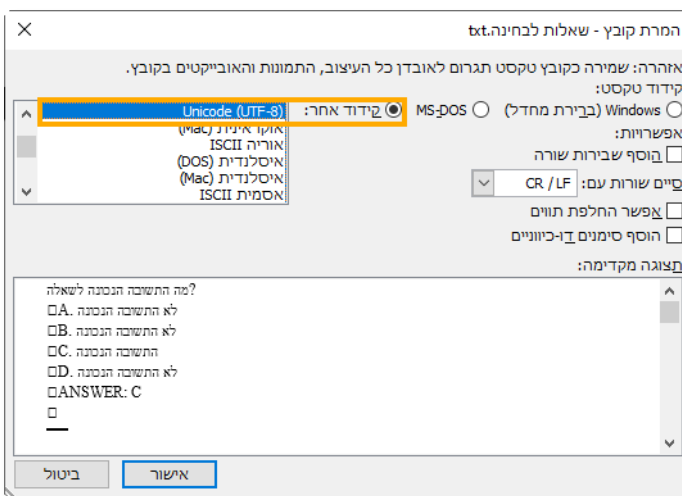 המרת קובץ - שאלות לבחינה.txt
אזהרה: שמירה כקובץ טקסט תגרום לאובדן כל העיצוב, התמונות והאובייקטים בקובץ.
קידוד טקסט:
Windows (ברירת מחדל) MS-DOS קידוד אחר: Unicode (UTF-8)
אוקראינית (Mac)
אוריה ISCII
איסלנדית (DOS)
איסלנדית (Mac)
אסמית ISCII
אפשרויות:
הוסף שבירות שורה
סיים שורות עם: CR / LF
אפשר החלפת תווים
הוסף סימנים דו-כיווניים
תצוגה מקדימה:
מה התשובה הנכונה לשאלה?
A. לא התשובה הנכונה
B. לא התשובה הנכונה
C. התשובה הנכונה
D. לא התשובה הנכונה
ANSWER: C
אישור ביטול